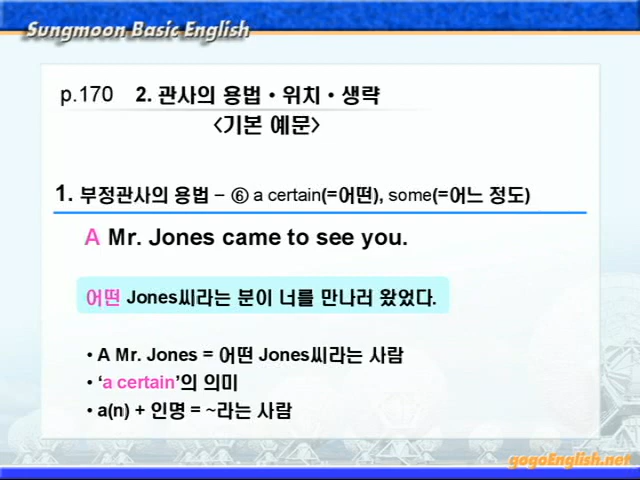 Sungmoon Basic English
p.170 2. 관사의 용법 • 위치 • 생략
<기본 예문>
1. 부정관사의 용법 – ⑥ a certain(=어떤), some(=어느 정도)
A Mr. Jones came to see you.
어떤 Jones씨라는 분이 너를 만나러 왔었다.
• A Mr. Jones = 어떤 Jones씨라는 사람
• ‘a certain’의 의미
• a(n) + 인명 = ~라는 사람
gogoEnglish.net